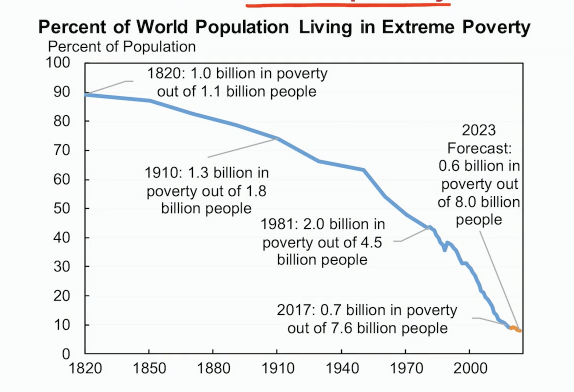 Percent of World Population Living in Extreme Poverty
Percent of Population
100
90
80
70
60
50
40
30
20
10
0
1820: 1.0 billion in poverty
out of 1.1 billion people
1910: 1.3 billion in
poverty out of 1.8
billion people
1981: 2.0 billion in
poverty out of 4.5
billion people
2017: 0.7 billion in poverty
out of 7.6 billion people
2023
Forecast:
0.6 billion in
poverty out
of 8.0 billion
people
1820 1850 1880 1910 1940 1970 2000